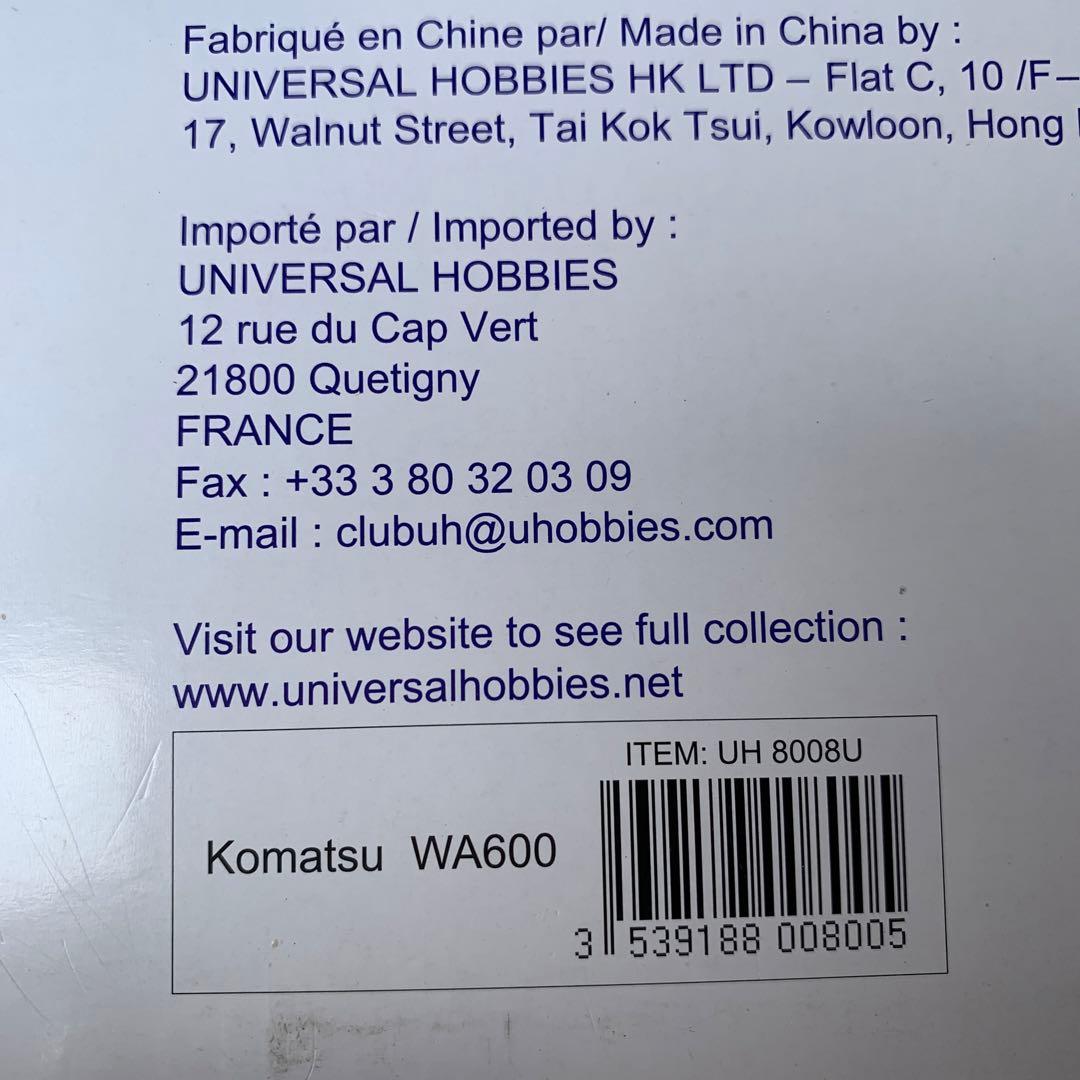 Fabriqué en Chine par/ Made in China by :
UNIVERSAL HOBBIES HK LTD – Flat C, 10 /F–
17, Walnut Street, Tai Kok Tsui, Kowloon, Hong
Importé par / Imported by :
UNIVERSAL HOBBIES
12 rue du Cap Vert
21800 Quetigny
FRANCE
Fax : +33 3 80 32 03 09
E-mail : clubuh@uhobbies.com
Visit our website to see full collection :
www.universalhobbies.net
ITEM: UH 8008U
Komatsu WA600
3 539188 008005